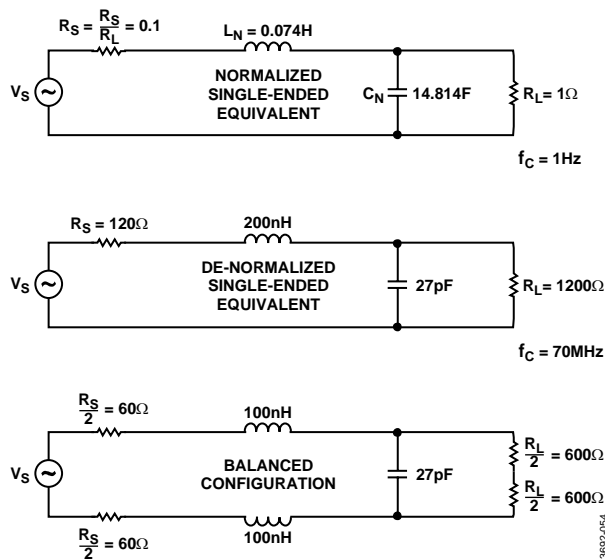 R_S = R_S/R_L = 0.1
L_N = 0.074H
V_S
NORMALIZED
SINGLE-ENDED
EQUIVALENT
C_N
14.814F
R_L = 1Ω
f_C = 1Hz
R_S = 120Ω
200nH
V_S
DE-NORMALIZED
SINGLE-ENDED
EQUIVALENT
27pF
R_L = 1200Ω
f_C = 70MHz
R_S/2 = 60Ω
100nH
V_S
BALANCED
CONFIGURATION
27pF
R_L/2 = 600Ω
R_L/2 = 600Ω
R_S/2 = 60Ω
100nH